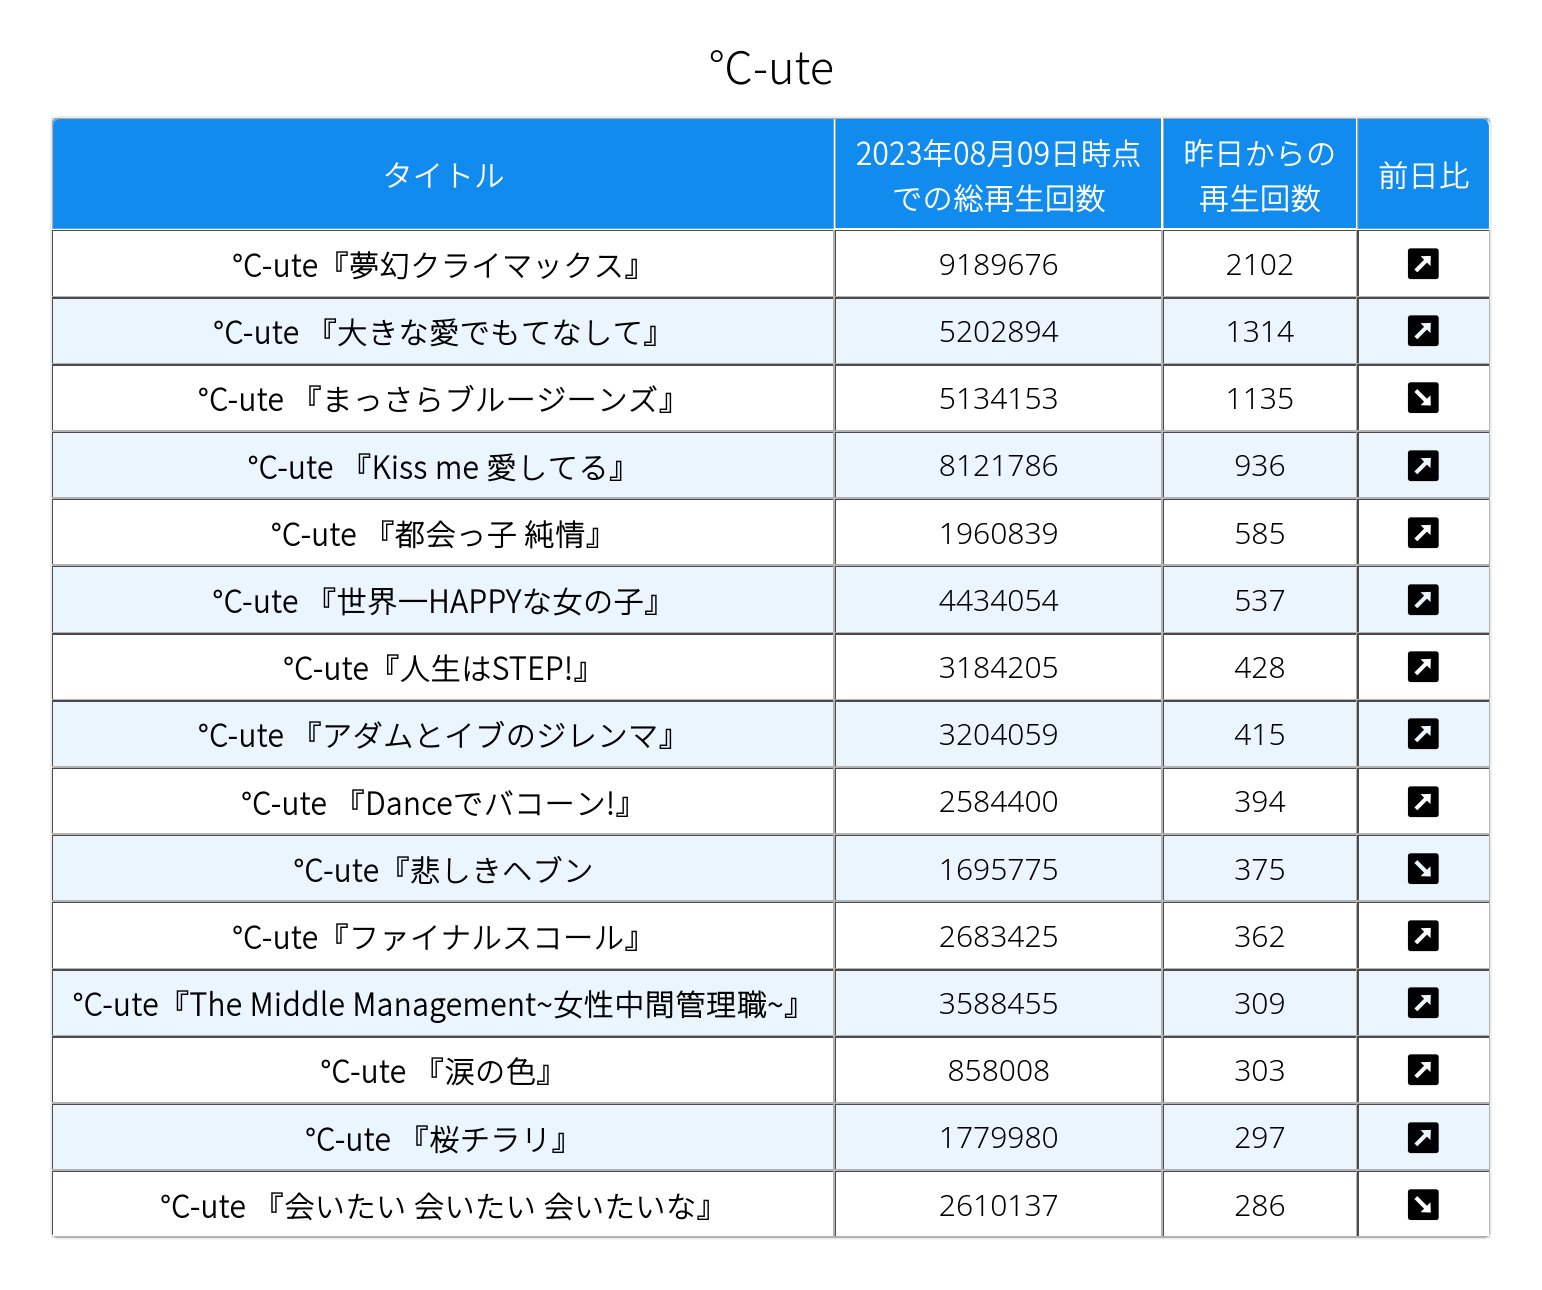 ℃-ute
タイトル
2023年08月09日時点
での総再生回数
昨日からの
再生回数
前日比
℃-ute『夢幻クライマックス』 9189676 2102 ↗
℃-ute 『大きな愛でもてなして』 5202894 1314 ↗
℃-ute 『まっさらブルージーンズ』 5134153 1135 ↘
℃-ute 『Kiss me 愛してる』 8121786 936 ↗
℃-ute 『都会っ子 純情』 1960839 585 ↗
℃-ute 『世界一HAPPYな女の子』 4434054 537 ↗
℃-ute『人生はSTEP!』 3184205 428 ↗
℃-ute 『アダムとイブのジレンマ』 3204059 415 ↗
℃-ute 『Danceでバコーン!』 2584400 394 ↗
℃-ute『悲しきヘブン 1695775 375 ↘
℃-ute『ファイナルスコール』 2683425 362 ↗
℃-ute『The Middle Management~女性中間管理職~』 3588455 309 ↗
℃-ute 『涙の色』 858008 303 ↗
℃-ute 『桜チラリ』 1779980 297 ↗
℃-ute 『会いたい 会いたい 会いたいな』 2610137 286 ↘